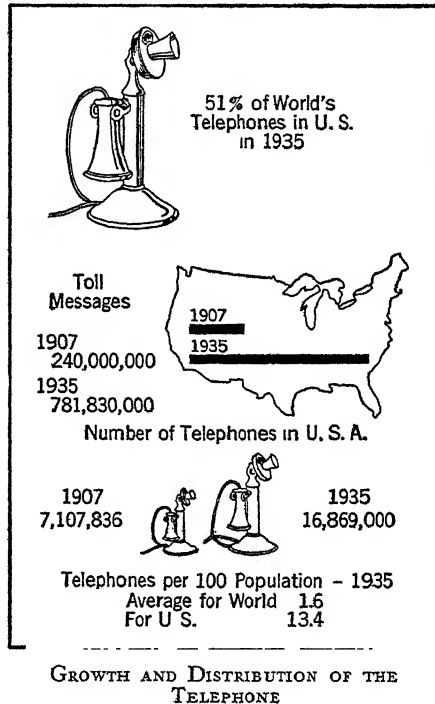 51% of World's
Telephones in U. S.
in 1935
Toll
Messages
1907
240,000,000
1935
781,830,000
1907
1935
Number of Telephones in U. S. A.
1907
7,107,836
1935
16,869,000
Telephones per 100 Population – 1935
Average for World 1.6
For U S. 13.4
GROWTH AND DISTRIBUTION OF THE
TELEPHONE